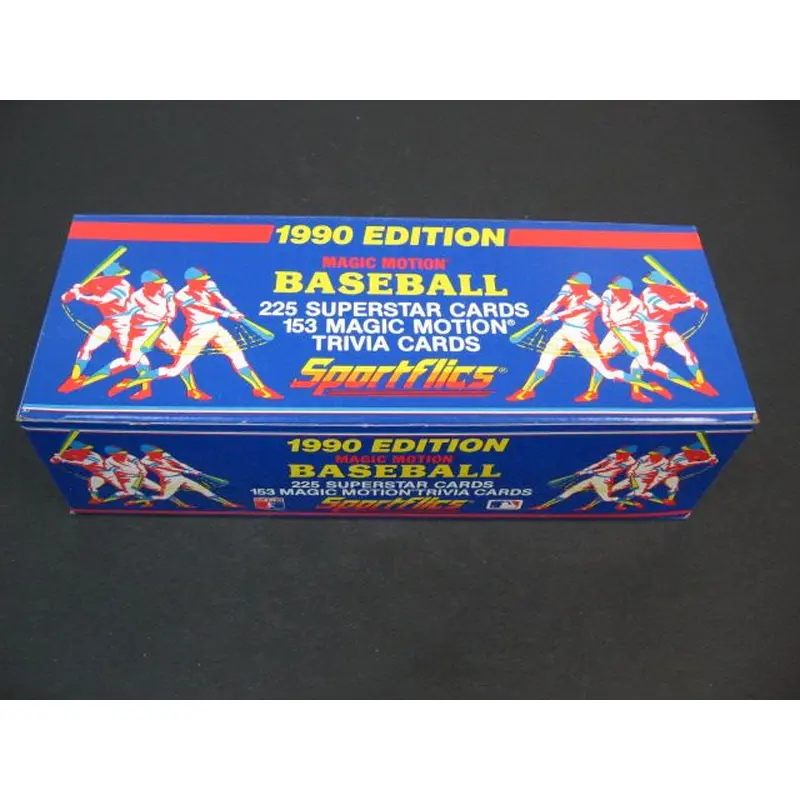 1990 EDITION
MAGIC MOTION®
BASEBALL
225 SUPERSTAR CARDS
153 MAGIC MOTION®
TRIVIA CARDS
Sportflics®
1990 EDITION
MAGIC MOTION
BASEBALL
225 SUPERSTAR CARDS
153 MAGIC MOTION® TRIVIA CARDS
Sportflics